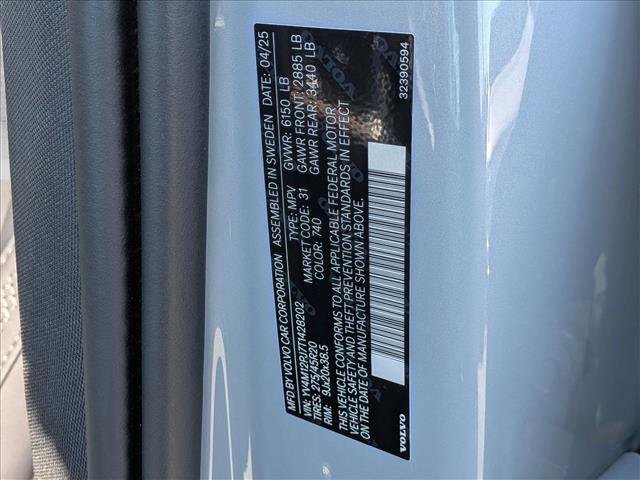 MFD BY VOLVO CAR CORPORATION ASSEMBLED IN SWEDEN DATE: 04/25
VIN: YV4M12RJ7T1428202 TYPE: MPV GVWR: 6150 LB
TIRES: 275/45R20 MARKET CODE: 31 GAWR FRONT: 2885 LB
RIM: 9Jx20x38.5 COLOR: 740 GAWR REAR: 3440 LB
THIS VEHICLE CONFORMS TO ALL APPLICABLE FEDERAL MOTOR
VEHICLE SAFETY AND THEFT PREVENTION STANDARDS IN EFFECT
ON THE DATE OF MANUFACTURE SHOWN ABOVE.
VOLVO 32390594